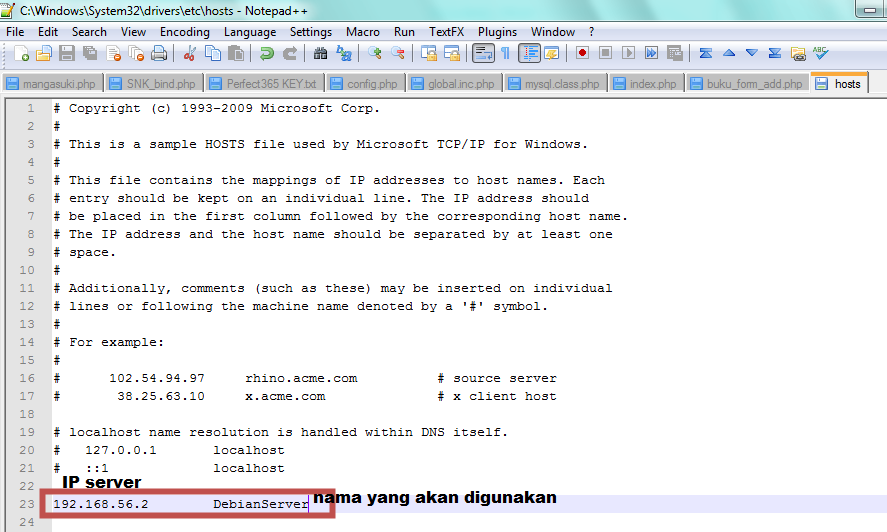 C:\Windows\System32\drivers\etc\hosts - Notepad++
File Edit Search View Encoding Language Settings Macro Run TextFX Plugins Window ?
mangasuki.php SNK_bind.php Perfect365 KEY.txt config.php global.inc.php mysql.class.php index.php buku_form_add.php hosts
1 # Copyright (c) 1993-2009 Microsoft Corp.
2 #
3 # This is a sample HOSTS file used by Microsoft TCP/IP for Windows.
4 #
5 # This file contains the mappings of IP addresses to host names. Each
6 # entry should be kept on an individual line. The IP address should
7 # be placed in the first column followed by the corresponding host name.
8 # The IP address and the host name should be separated by at least one
9 # space.
10 #
11 # Additionally, comments (such as these) may be inserted on individual
12 # lines or following the machine name denoted by a '#' symbol.
13 #
14 # For example:
15 #
16 # 102.54.94.97 rhino.acme.com # source server
17 # 38.25.63.10 x.acme.com # x client host
18
19 # localhost name resolution is handled within DNS itself.
20 # 127.0.0.1 localhost
21 # ::1 localhost
22 IP server
23 192.168.56.2 DebianServer nama yang akan digunakan
24